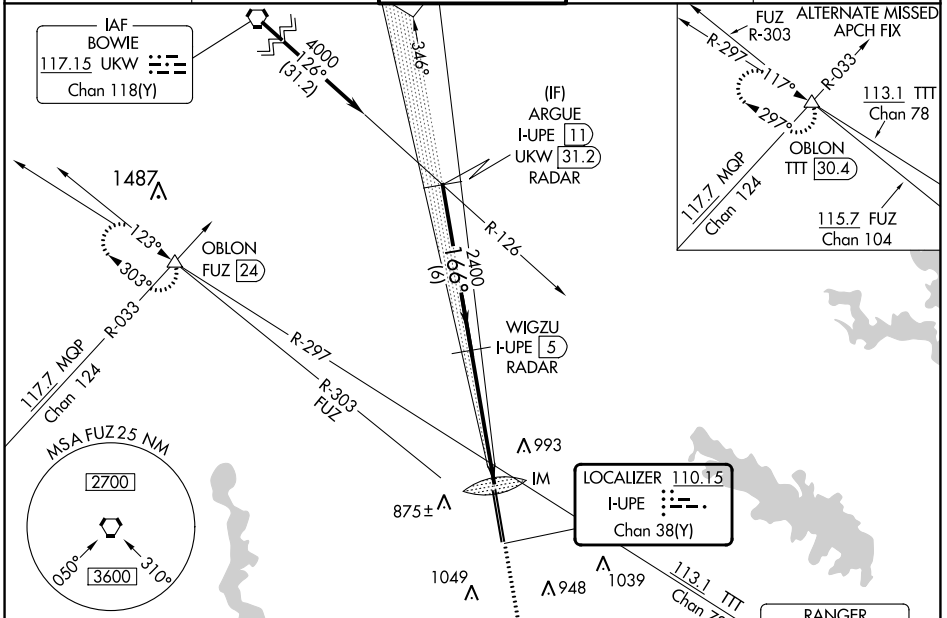 IAF
BOWIE
117.15 UKW
Chan 118(Y)
4000
126°
(31.2)
346°
(IF)
ARGUE
I-UPE 11
UKW 31.2
RADAR
FUZ
R-303
ALTERNATE MISSED
APCH FIX
R-297
117°
R-033
297°
113.1 TTT
Chan 78
OBLON
TTT 30.4
117.7 MQP
Chan 124
115.7 FUZ
Chan 104
1487
123°
303°
OBLON
FUZ 24
R-033
117.7 MQP
Chan 124
R-126
2400
166°
(6)
R-297
R-303
FUZ
WIGZU
I-UPE 5
RADAR
MSA FUZ 25 NM
2700
050°
310°
3600
993
IM
875±
LOCALIZER 110.15
I-UPE
Chan 38(Y)
1049
948
1039
113.1 TTT
Chan
RANGER